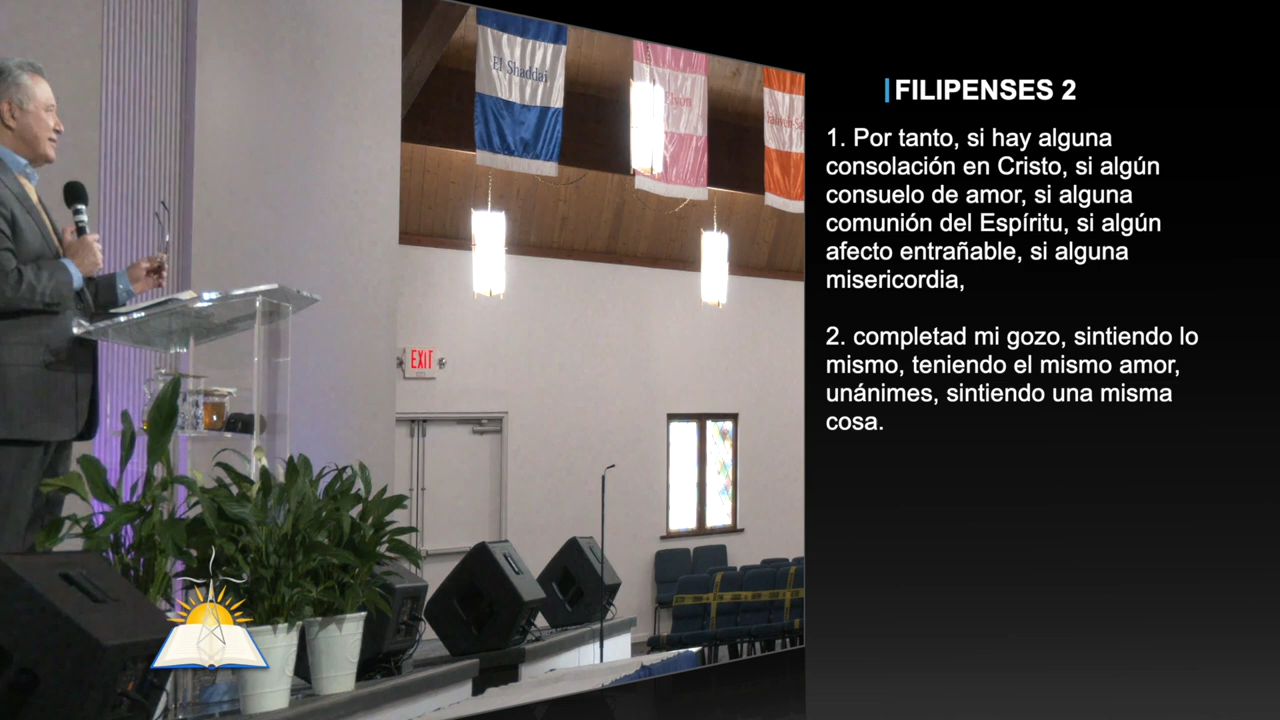 El Shaddai
Elyon
EXIT
FILIPENSES 2
1. Por tanto, si hay alguna
consolación en Cristo, si algún
consuelo de amor, si alguna
comunión del Espíritu, si algún
afecto entrañable, si alguna
misericordia,
2. completad mi gozo, sintiendo lo
mismo, teniendo el mismo amor,
unánimes, sintiendo una misma
cosa.